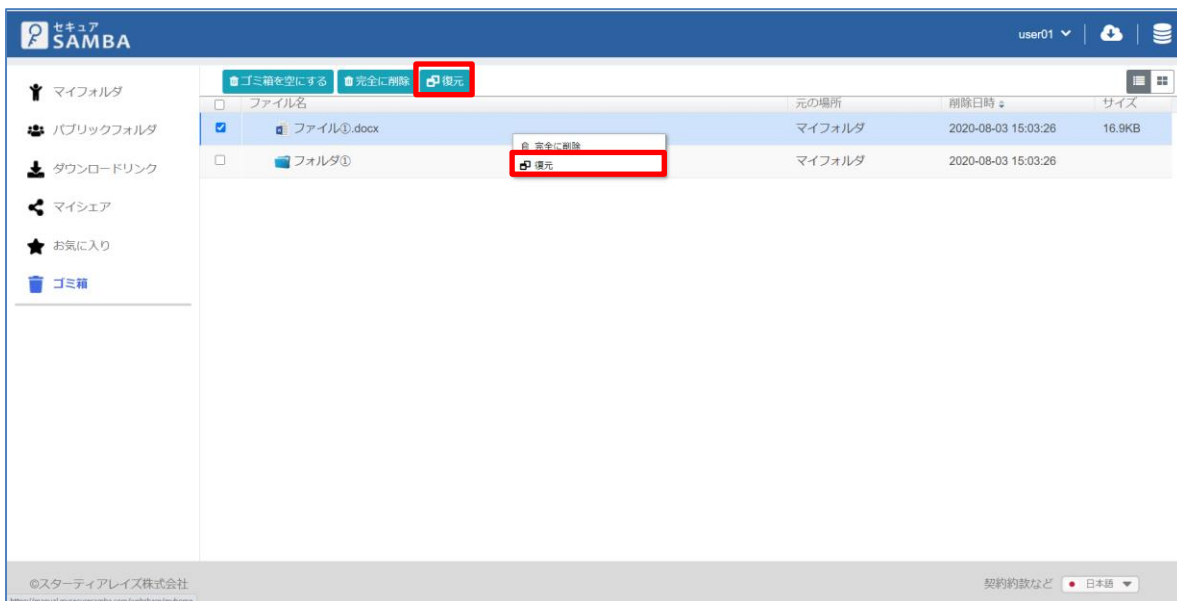 セキュア
SAMBA
user01
マイフォルダ
パブリックフォルダ
ダウンロードリンク
マイシェア
お気に入り
ゴミ箱
ゴミ箱を空にする 完全に削除 復元
ファイル名 元の場所 削除日時 サイズ
ファイル①.docx マイフォルダ 2020-08-03 15:03:26 16.9KB
完全に削除
復元
フォルダ① マイフォルダ 2020-08-03 15:03:26
©スターティアレイズ株式会社
契約約款など 日本語